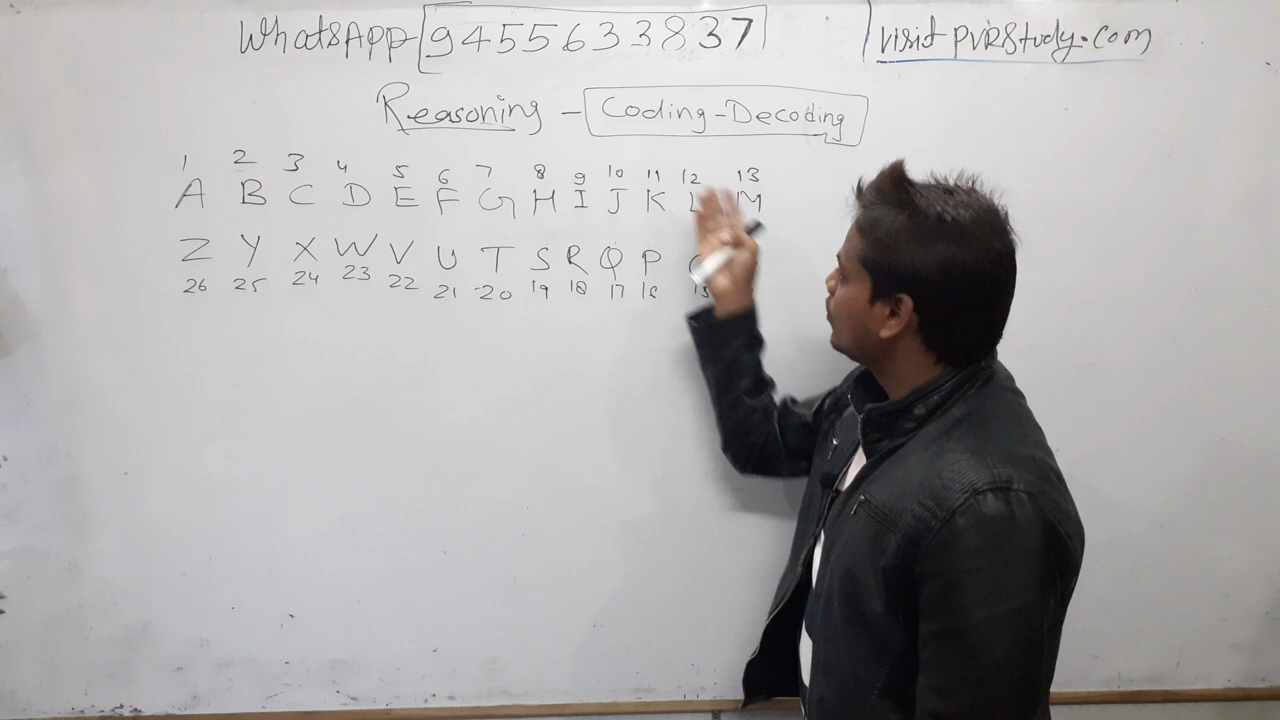 WhatsApp-9455633837
visit PVRStudy.com
Reasoning - Coding-Decoding
1 2 3 4 5 6 7 8 9 10 11 12 13
A B C D E F G H I J K L M
Z Y X W V U T S R Q P
26 25 24 23 22 21 20 19 18 17 16 15